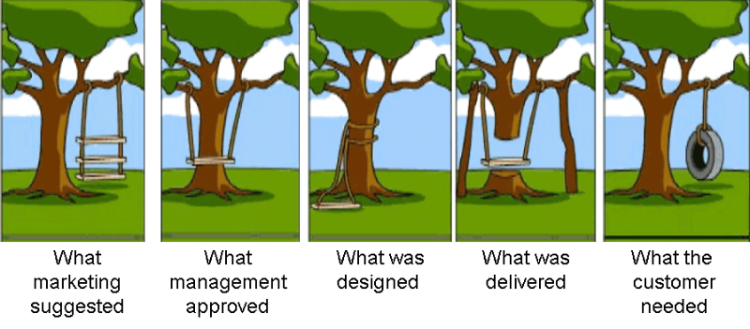 What
marketing
suggested
What
management
approved
What was
designed
What was
delivered
What the
customer
needed